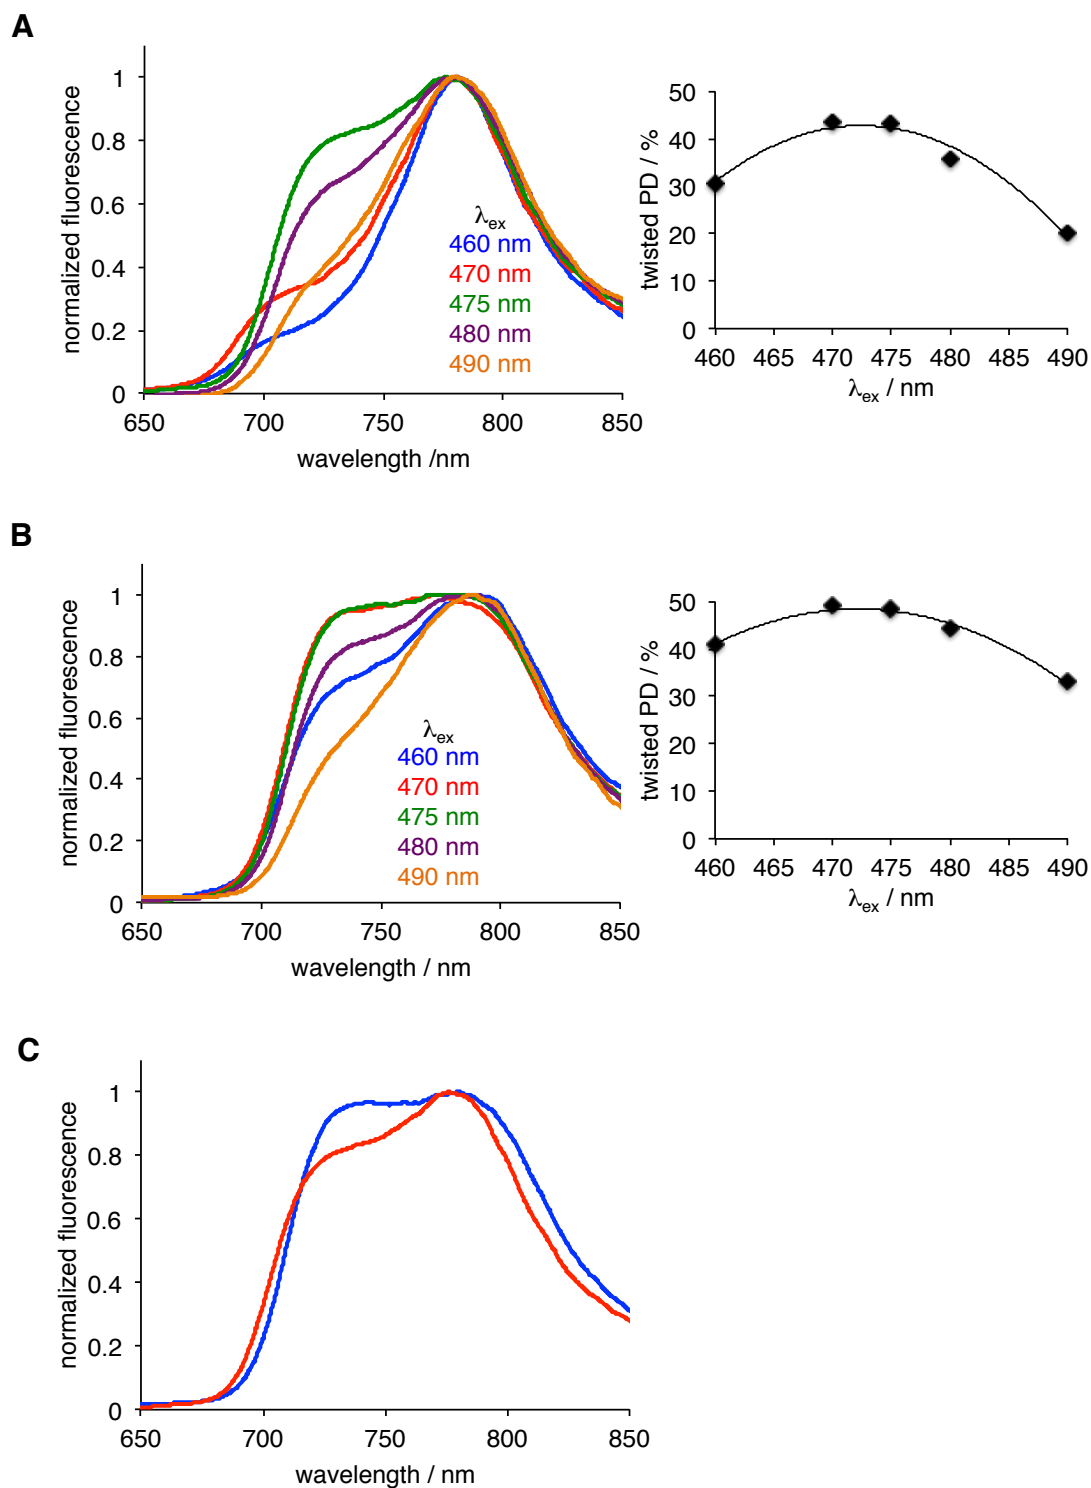 A
normalized fluorescence
1
0.8
0.6
0.4
0.2
0
650 700 750 800 850
wavelength /nm
λex
460 nm
470 nm
475 nm
480 nm
490 nm
twisted PD / %
50
40
30
20
10
0
460 465 470 475 480 485 490
λex / nm
B
normalized fluorescence
1
0.8
0.6
0.4
0.2
0
650 700 750 800 850
wavelength / nm
λex
460 nm
470 nm
475 nm
480 nm
490 nm
twisted PD / %
50
40
30
20
10
0
460 465 470 475 480 485 490
λex / nm
C
normalized fluorescence
1
0.8
0.6
0.4
0.2
0
650 700 750 800 850
wavelength / nm